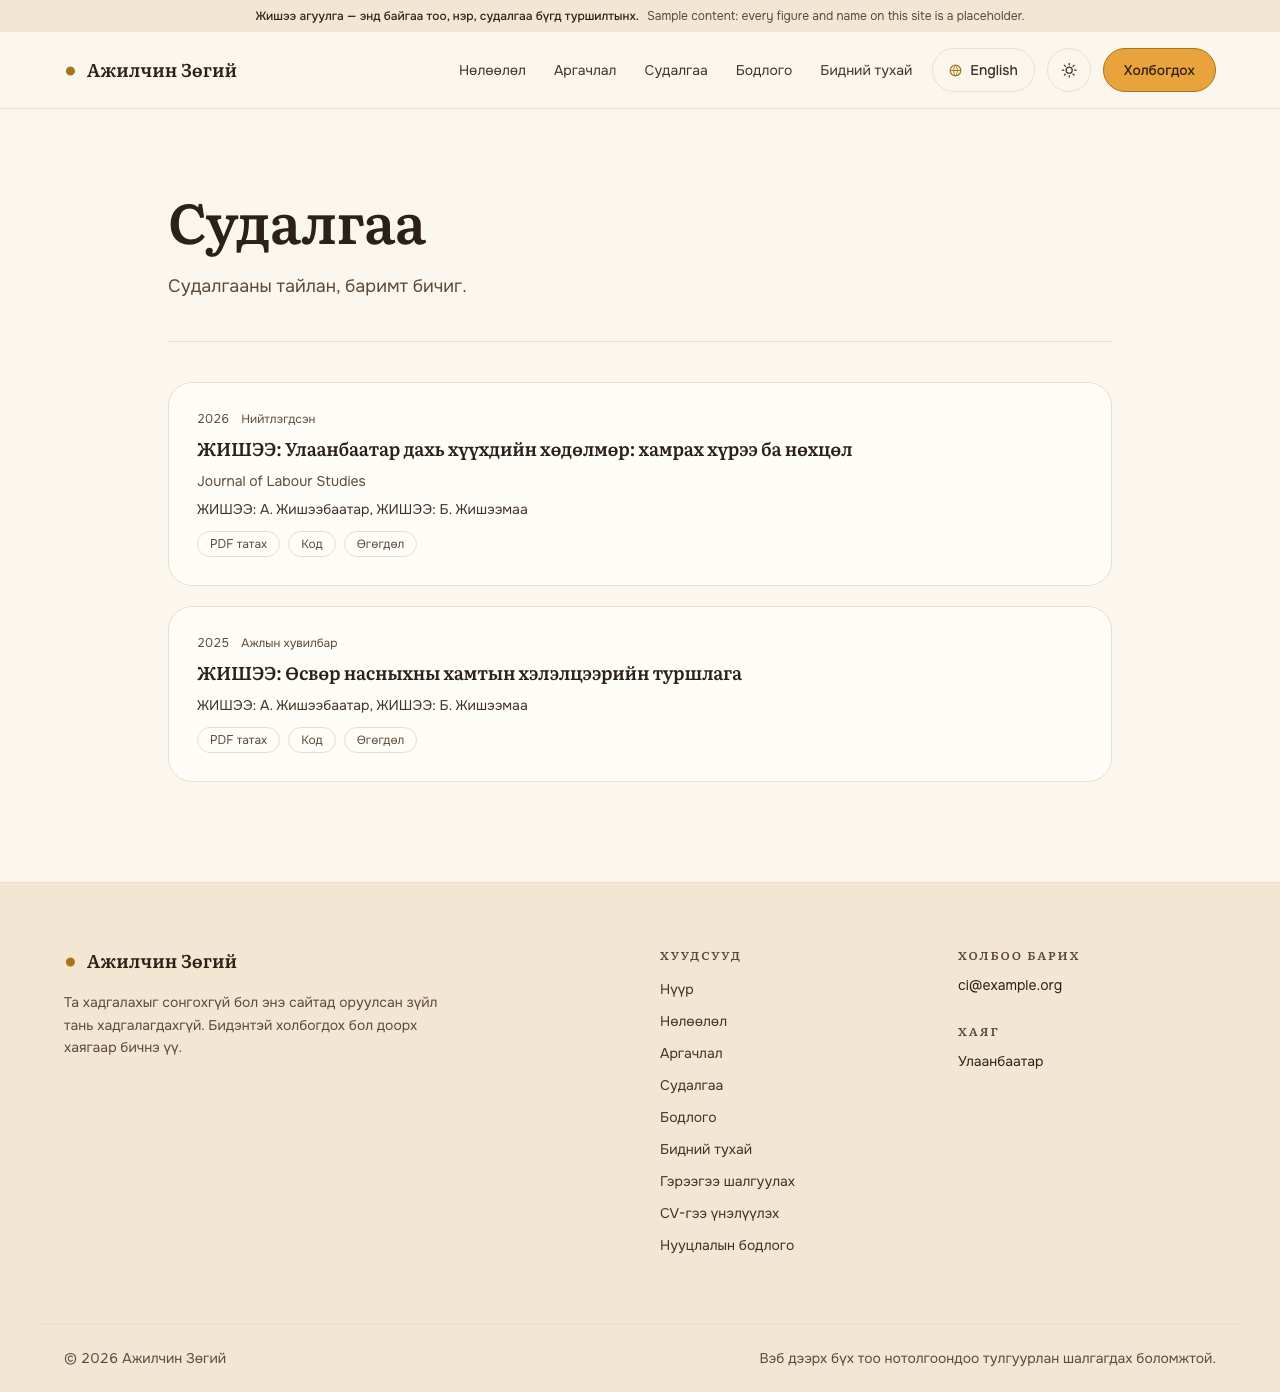 Жишээ агуулга — энд байгаа тоо, нэр, судалгаа бүгд туршилтынх. Sample content: every figure and name on this site is a placeholder.
Ажилчин Зөгий
Нөлөөлөл
Аргачлал
Судалгаа
Бодлого
Бидний тухай
English
Холбогдох
Судалгаа
Судалгааны тайлан, баримт бичиг.
2026 Нийтлэгдсэн
ЖИШЭЭ: Улаанбаатар дахь хүүхдийн хөдөлмөр: хамрах хүрээ ба нөхцөл
Journal of Labour Studies
ЖИШЭЭ: А. Жишээбаатар, ЖИШЭЭ: Б. Жишээмаа
PDF татах
Код
Өгөгдөл
2025 Ажлын хувилбар
ЖИШЭЭ: Өсвөр насныхны хамтын хэлэлцээрийн туршлага
ЖИШЭЭ: А. Жишээбаатар, ЖИШЭЭ: Б. Жишээмаа
PDF татах
Код
Өгөгдөл
Ажилчин Зөгий
Та хадгалахыг сонгохгүй бол энэ сайтад оруулсан зүйл
тань хадгалагдахгүй. Бидэнтэй холбогдох бол доорх
хаягаар бичнэ үү.
ХУУДСУУД
Нүүр
Нөлөөлөл
Аргачлал
Судалгаа
Бодлого
Бидний тухай
Гэрээгээ шалгуулах
CV-гээ үнэлүүлэх
Нууцлалын бодлого
ХОЛБОО БАРИХ
ci@example.org
ХАЯГ
Улаанбаатар
© 2026 Ажилчин Зөгий
Вэб дээрх бүх тоо нотолгоондоо тулгуурлан шалгагдах боломжтой.